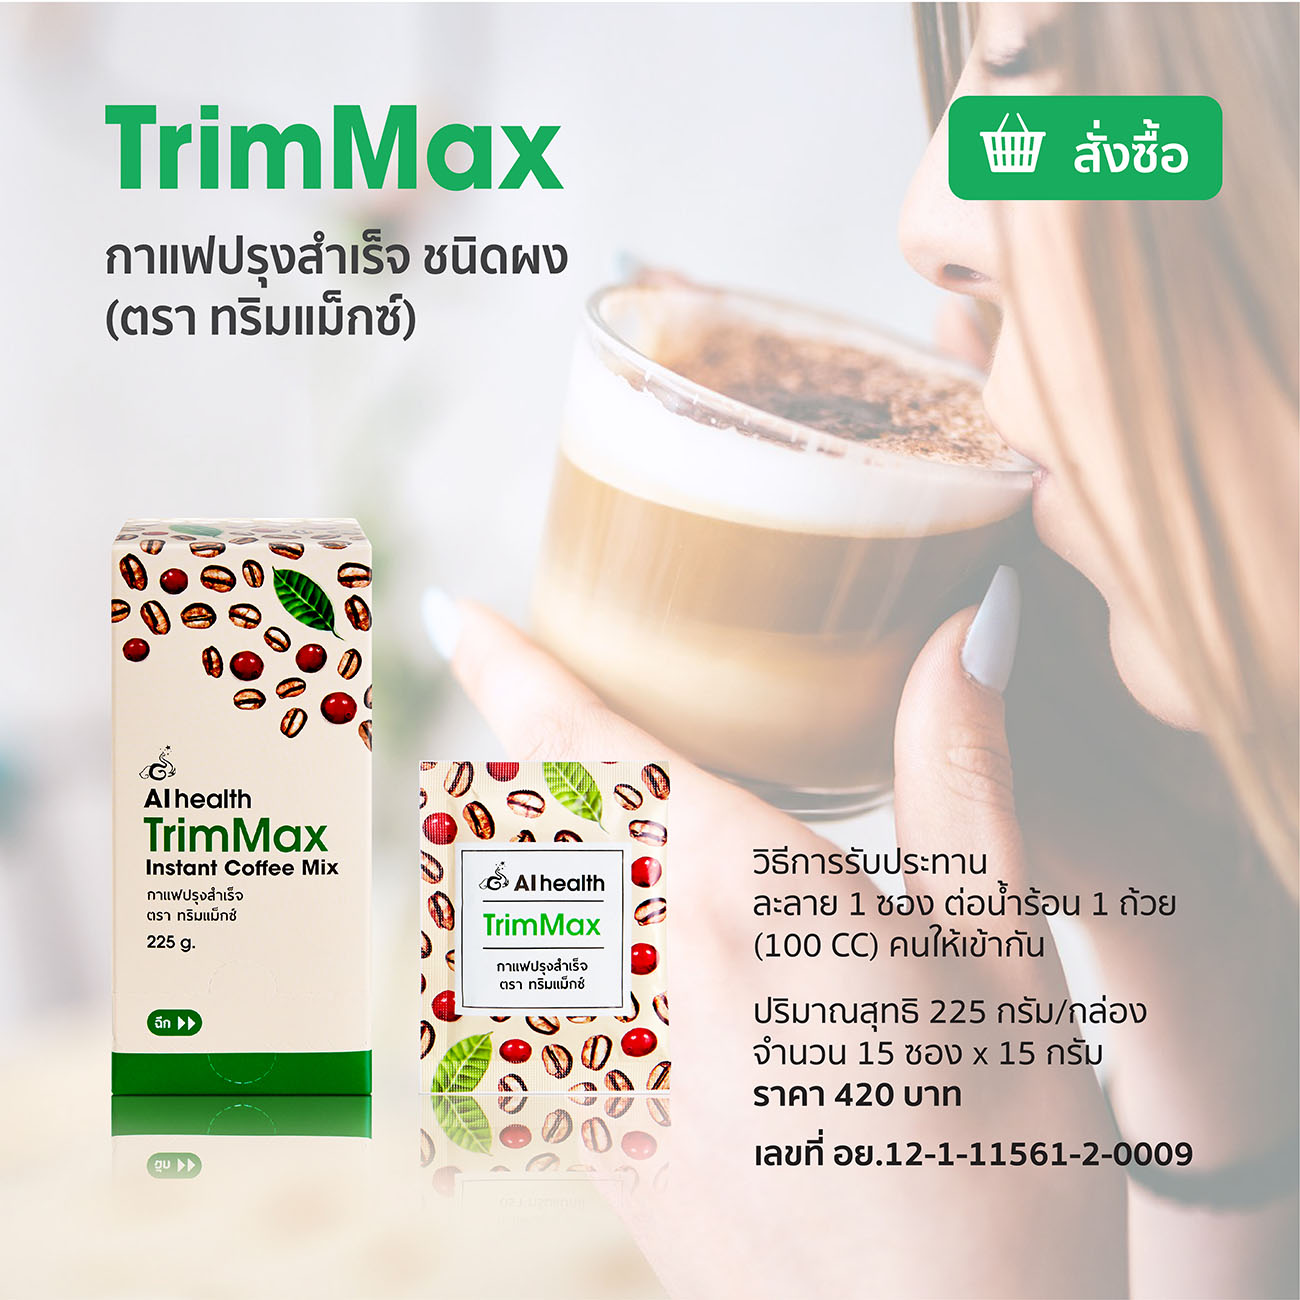 TrimMax
กาแฟปรุงสำเร็จ ชนิดผง
(ตรา ทริมแม็กซ์)
สั่งซื้อ
AI health
TrimMax
Instant Coffee Mix
กาแฟปรุงสำเร็จ
ตรา ทริมแม็กซ์
225 g.
ฉีก
AI health
TrimMax
กาแฟปรุงสำเร็จ
ตรา ทริมแม็กซ์
วิธีการรับประทาน
ละลาย 1 ซอง ต่อน้ำร้อน 1 ถ้วย
(100 CC) คนให้เข้ากัน
ปริมาณสุทธิ 225 กรัม/กล่อง
จำนวน 15 ซอง x 15 กรัม
ราคา 420 บาท
เลขที่ อย.12-1-11561-2-0009